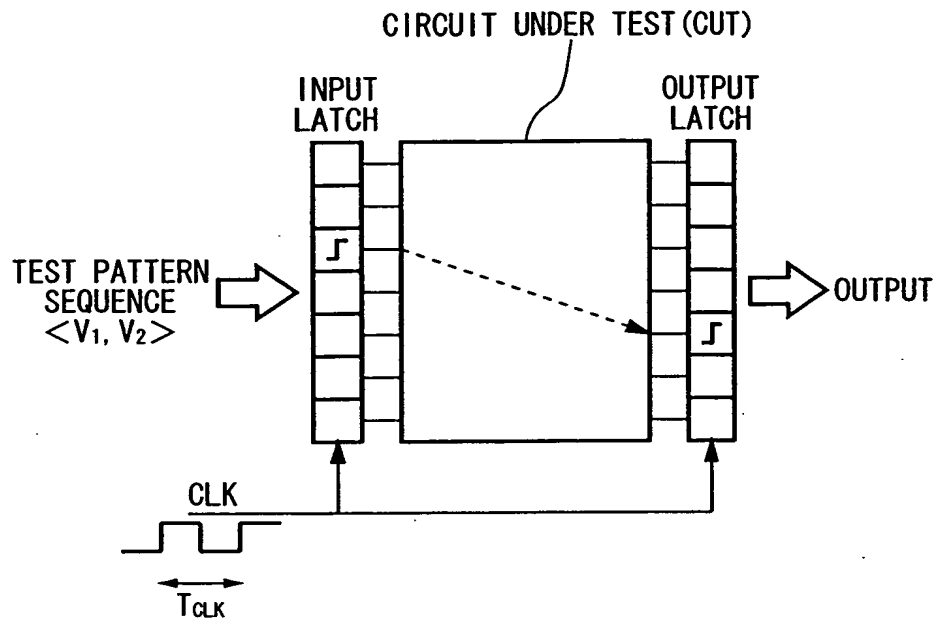 CIRCUIT UNDER TEST(CUT)
INPUT
LATCH
OUTPUT
LATCH
TEST PATTERN
SEQUENCE
<V₁, V₂>
OUTPUT
CLK
TCLK